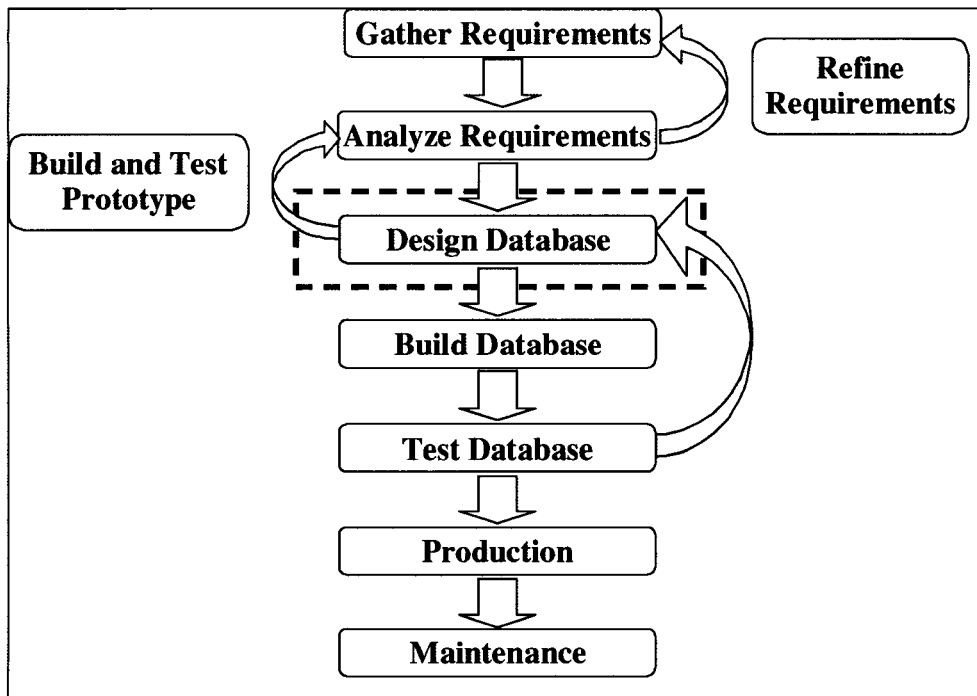 Gather Requirements
Refine
Requirements
Analyze Requirements
Build and Test
Prototype
Design Database
Build Database
Test Database
Production
Maintenance